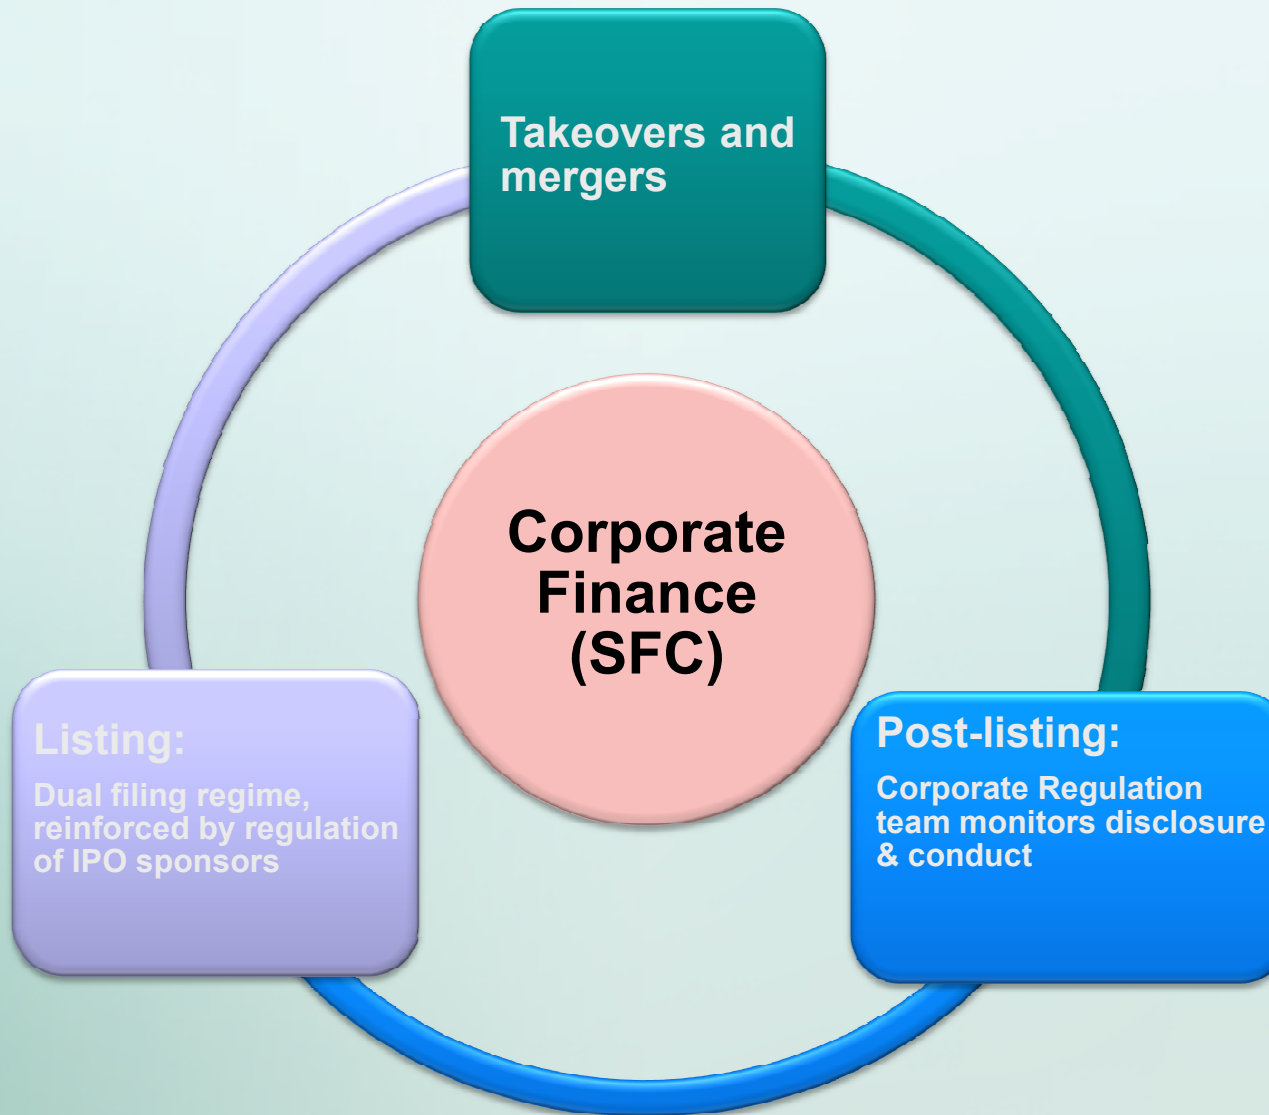 Takeovers and
mergers
Corporate
Finance
(SFC)
Listing:
Dual filing regime,
reinforced by regulation
of IPO sponsors
Post-listing:
Corporate Regulation
team monitors disclosure
& conduct